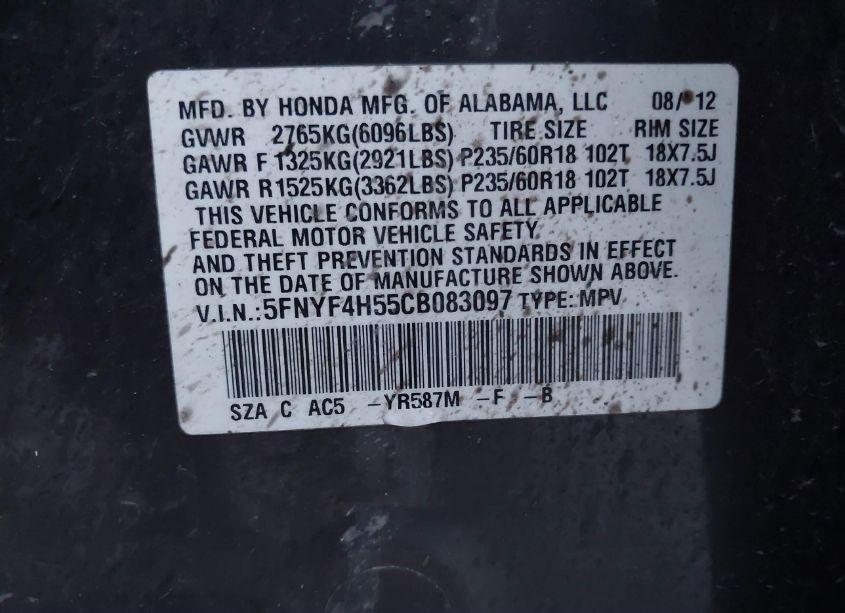 MFD. BY HONDA MFG. OF ALABAMA, LLC 08/ 12
GVWR 2765KG(6096LBS) TIRE SIZE RIM SIZE
GAWR F 1325KG(2921LBS) P235/60R18 102T 18X7.5J
GAWR R 1525KG(3362LBS) P235/60R18 102T 18X7.5J
THIS VEHICLE CONFORMS TO ALL APPLICABLE
FEDERAL MOTOR VEHICLE SAFETY
AND THEFT PREVENTION STANDARDS IN EFFECT
ON THE DATE OF MANUFACTURE SHOWN ABOVE.
V.I.N.:5FNYF4H55CB083097 TYPE: MPV
SZA C AC5 -YR587M -F -B